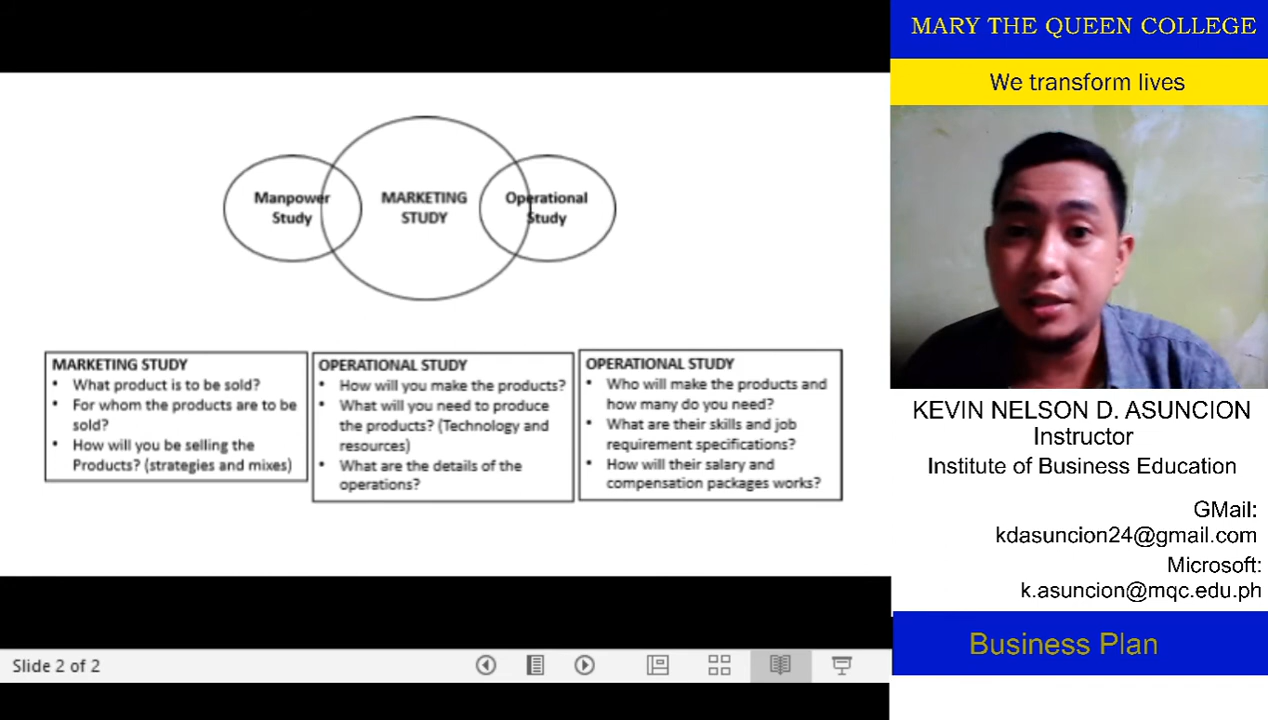 Manpower
Study
MARKETING
STUDY
Operational
Study
MARKETING STUDY
• What product is to be sold?
• For whom the products are to be
sold?
• How will you be selling the
Products? (strategies and mixes)
OPERATIONAL STUDY
• How will you make the products?
• What will you need to produce
the products? (Technology and
resources)
• What are the details of the
operations?
OPERATIONAL STUDY
• Who will make the products and
how many do you need?
• What are their skills and job
requirement specifications?
• How will their salary and
compensation packages works?
Slide 2 of 2
MARY THE QUEEN COLLEGE
We transform lives
KEVIN NELSON D. ASUNCION
Instructor
Institute of Business Education
GMail:
kdasuncion24@gmail.com
Microsoft:
k.asuncion@mqc.edu.ph
Business Plan